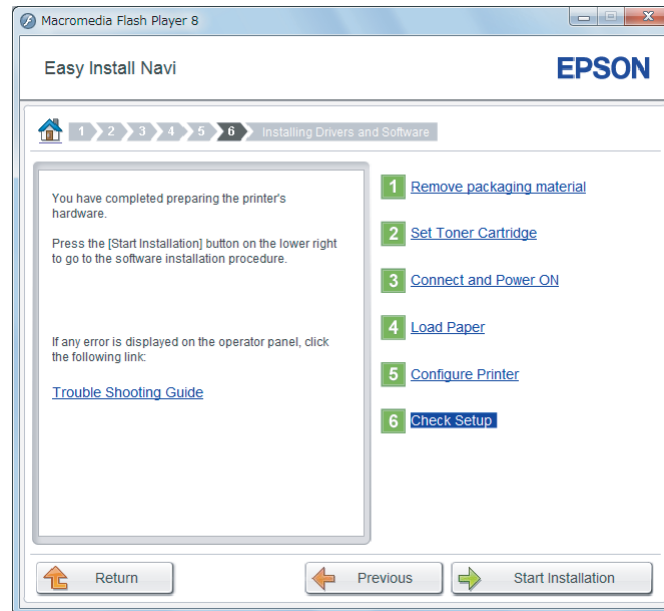 Macromedia Flash Player 8
Easy Install Navi
EPSON
1 2 3 4 5 6 Installing Drivers and Software
You have completed preparing the printer's
hardware.
Press the [Start Installation] button on the lower right
to go to the software installation procedure.
If any error is displayed on the operator panel, click
the following link:
Trouble Shooting Guide
1 Remove packaging material
2 Set Toner Cartridge
3 Connect and Power ON
4 Load Paper
5 Configure Printer
6 Check Setup
Return
Previous
Start Installation